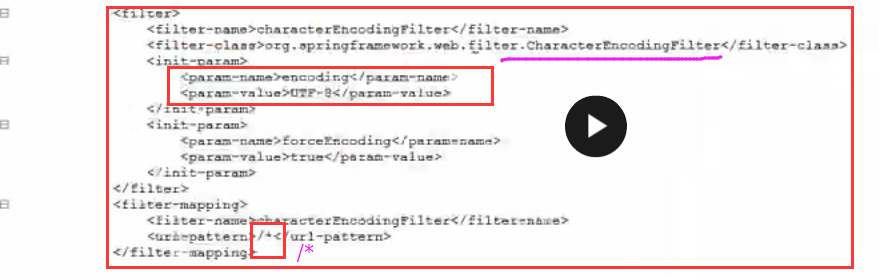 <filter>
<filter-name>characterEncodingFilter</filter-name>
<filter-class>org.springframework.web.filter.CharacterEncodingFilter</filter-class>
<init-param>
<param-name>encoding</param-name>
<param-value>UTF-8</param-value>
</init-param>
<init-param>
<param-name>forceEncoding</param-name>
<param-value>true</param-value>
</init-param>
</filter>
<filter-mapping>
<filter-name>characterEncodingFilter</filter-name>
<url-pattern>/*</url-pattern>
</filter-mapping>
/*